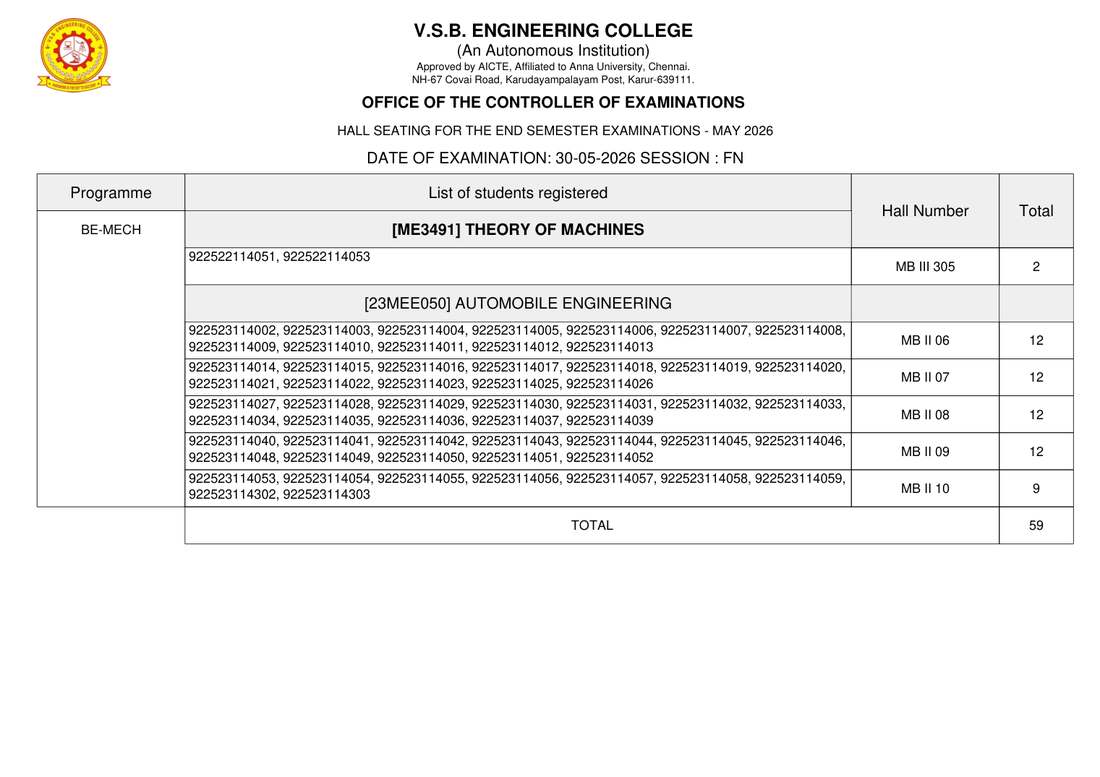 V.S.B. ENGINEERING COLLEGE
(An Autonomous Institution)
Approved by AICTE, Affiliated to Anna University, Chennai.
NH-67 Covai Road, Karudayampalayam Post, Karur-639111.
OFFICE OF THE CONTROLLER OF EXAMINATIONS
HALL SEATING FOR THE END SEMESTER EXAMINATIONS - MAY 2026
DATE OF EXAMINATION: 30-05-2026 SESSION : FN
Programme List of students registered Hall Number Total
BE-MECH [ME3491] THEORY OF MACHINES
922522114051, 922522114053 MB III 305 2
[23MEE050] AUTOMOBILE ENGINEERING
922523114002, 922523114003, 922523114004, 922523114005, 922523114006, 922523114007, 922523114008,
922523114009, 922523114010, 922523114011, 922523114012, 922523114013 MB II 06 12
922523114014, 922523114015, 922523114016, 922523114017, 922523114018, 922523114019, 922523114020,
922523114021, 922523114022, 922523114023, 922523114025, 922523114026 MB II 07 12
922523114027, 922523114028, 922523114029, 922523114030, 922523114031, 922523114032, 922523114033,
922523114034, 922523114035, 922523114036, 922523114037, 922523114039 MB II 08 12
922523114040, 922523114041, 922523114042, 922523114043, 922523114044, 922523114045, 922523114046,
922523114048, 922523114049, 922523114050, 922523114051, 922523114052 MB II 09 12
922523114053, 922523114054, 922523114055, 922523114056, 922523114057, 922523114058, 922523114059,
922523114302, 922523114303 MB II 10 9
TOTAL 59